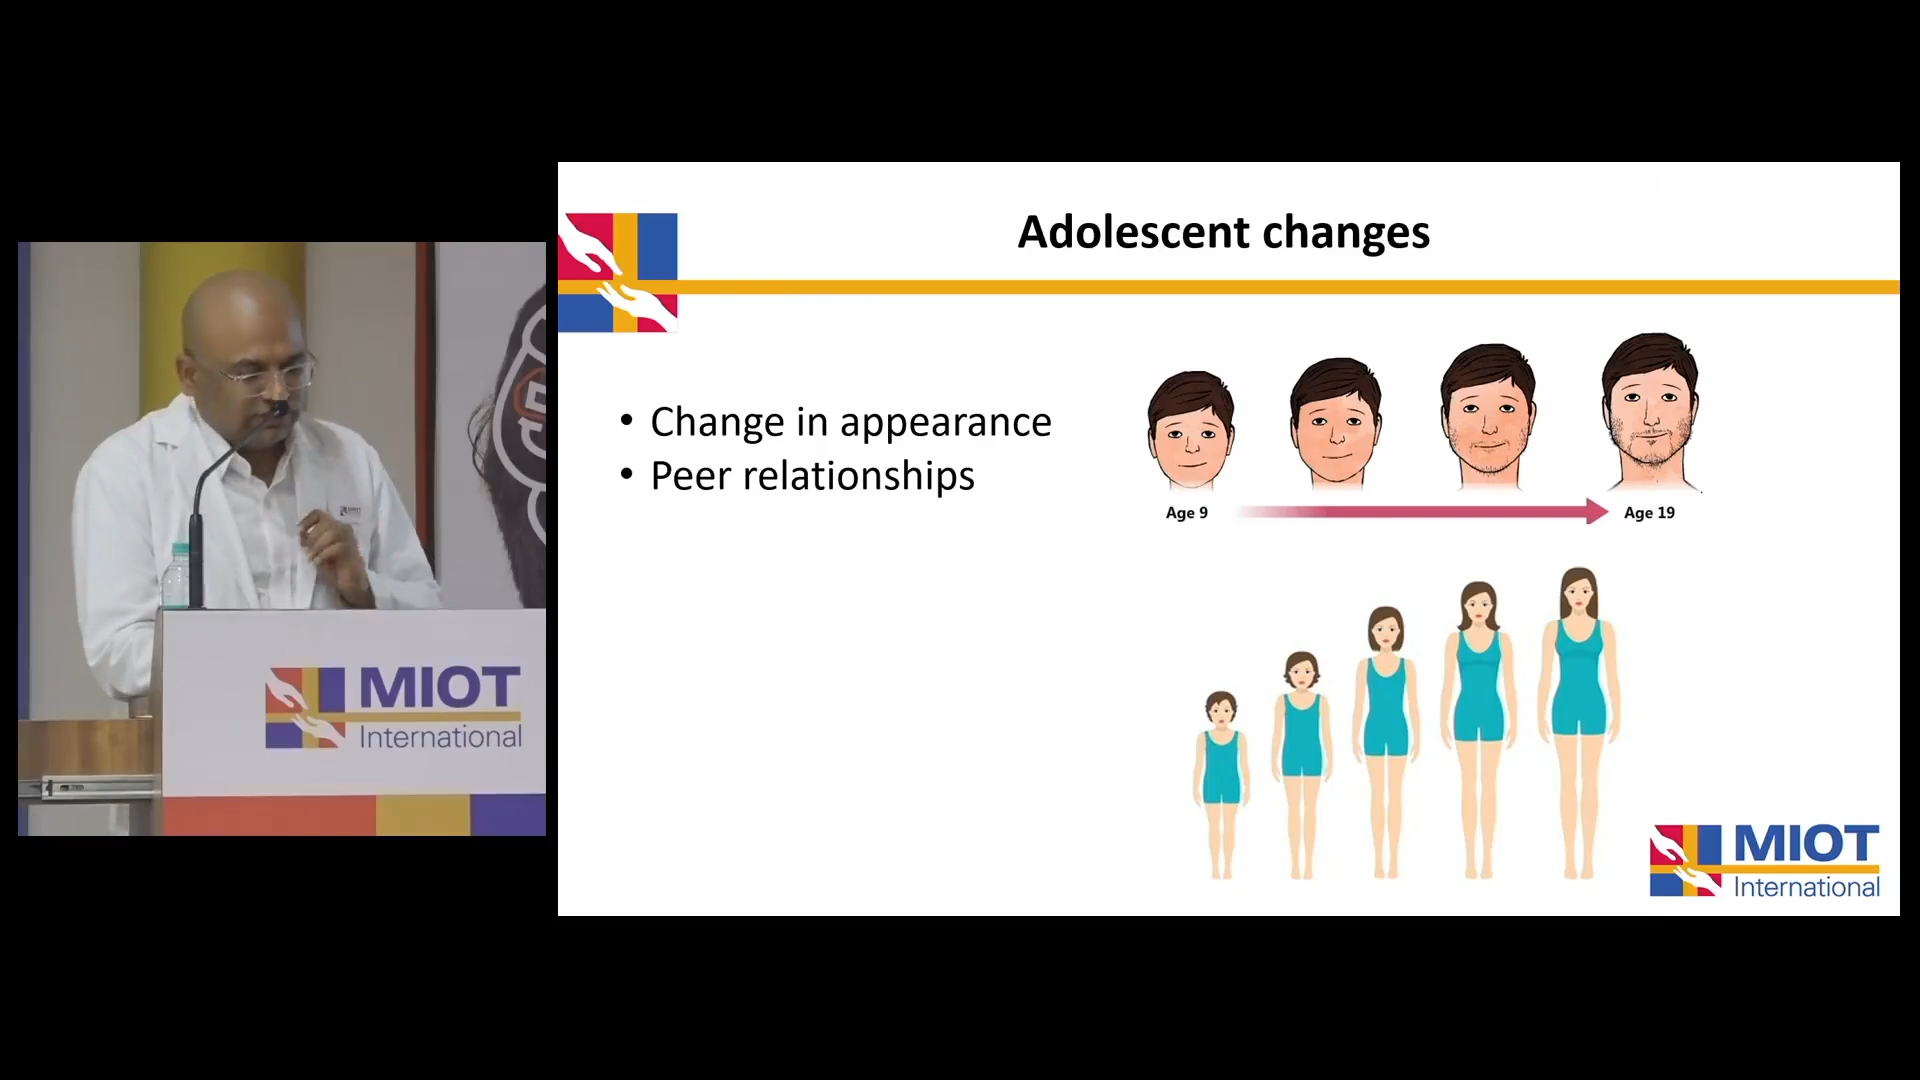 Adolescent changes
• Change in appearance
• Peer relationships
Age 9
Age 19
MIOT
International
MIOT
International